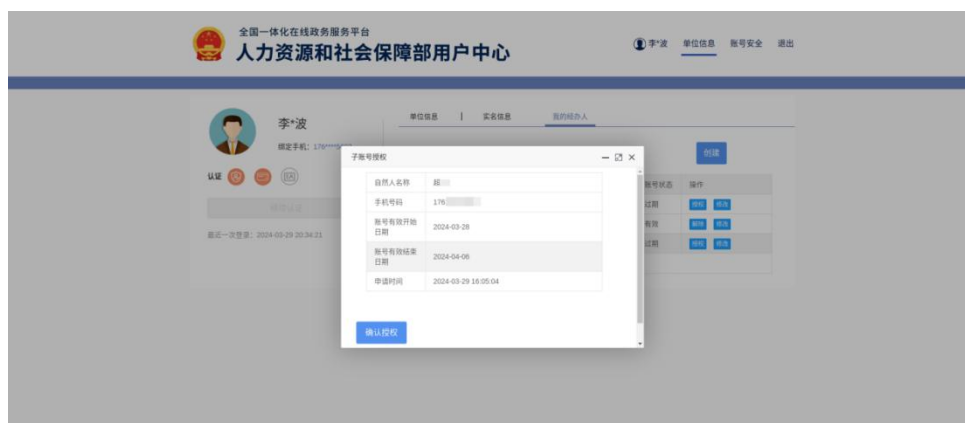 全国一体化在线政务服务平台
人力资源和社会保障部用户中心
李*波 单位信息 账号安全 退出
李*波
绑定手机：176****5
认证
最近一次登录：2024-03-29 20:34:21
单位信息 | 实名信息 我的经办人
创建
账号状态 操作
过期 授权 修改
有效 解除 修改
过期 授权 修改
子账号授权
自然人名称 超
手机号码 176
账号有效开始
日期
2024-03-28
账号有效结束
日期
2024-04-06
申请时间 2024-03-29 16:05:04
确认授权